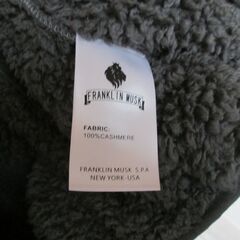 FRANKLIN MUSK
FABRIC:
100%CASHMERE
FRANKLIN MUSK S.P.A
NEW YORK-USA